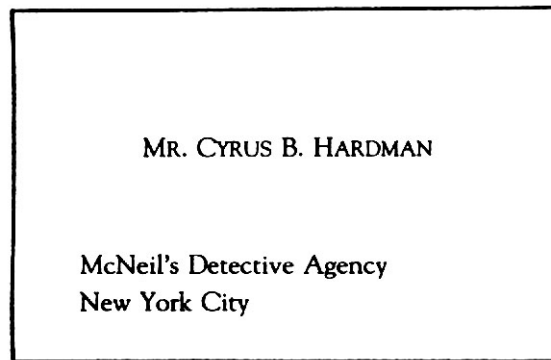 MR. CYRUS B. HARDMAN
McNeil's Detective Agency
New York City